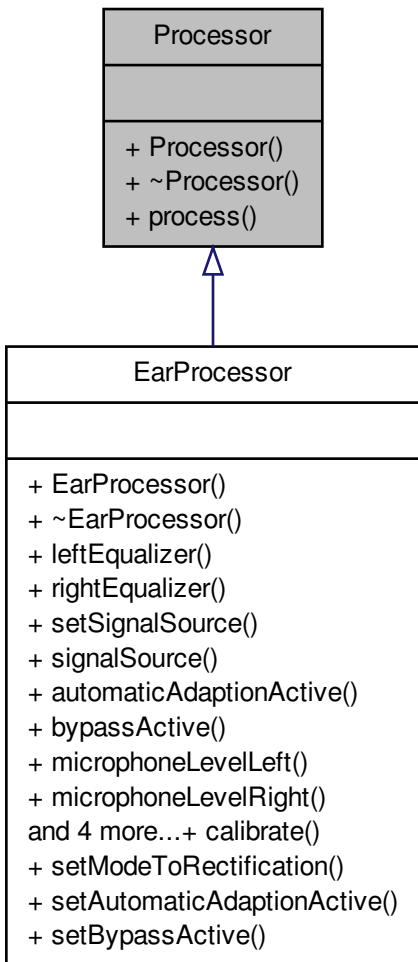 Processor
+ Processor()
+ ~Processor()
+ process()
EarProcessor
+ EarProcessor()
+ ~EarProcessor()
+ leftEqualizer()
+ rightEqualizer()
+ setSignalSource()
+ signalSource()
+ automaticAdaptionActive()
+ bypassActive()
+ microphoneLevelLeft()
+ microphoneLevelRight()
and 4 more...+ calibrate()
+ setModeToRectification()
+ setAutomaticAdaptionActive()
+ setBypassActive()